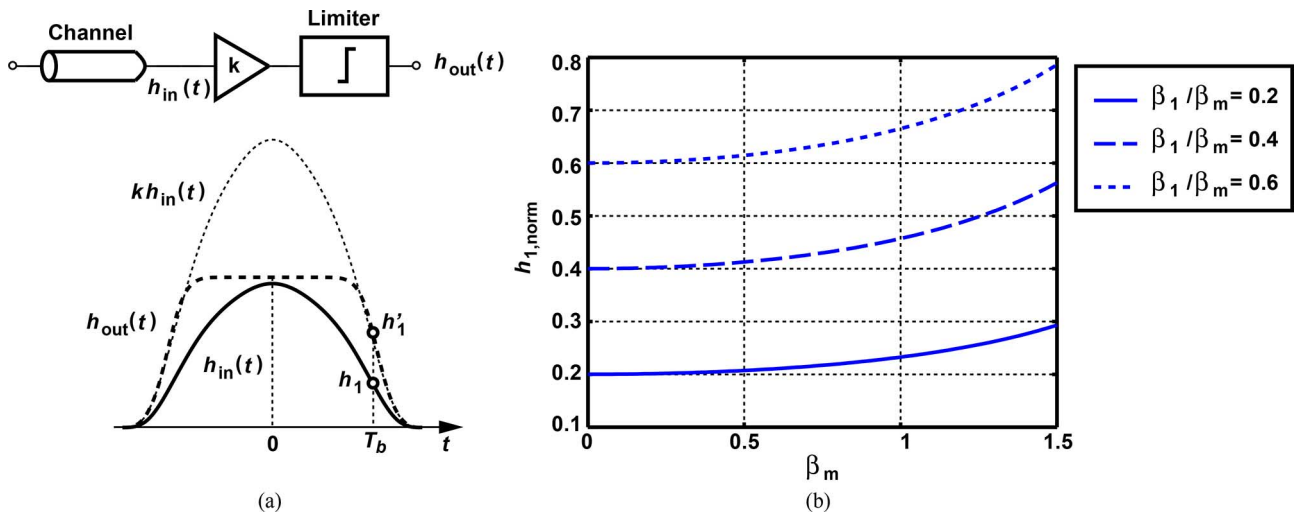 Channel
Limiter
k
h_in(t)
h_out(t)
kh_in(t)
h_out(t)
h_in(t)
h'_1
h_1
0
T_b
t
(a)
0.8
0.7
0.6
0.5
0.4
0.3
0.2
0.1
h_1,norm
0
0.5
1
1.5
β_m
(b)
β_1/β_m = 0.2
β_1/β_m = 0.4
β_1/β_m = 0.6